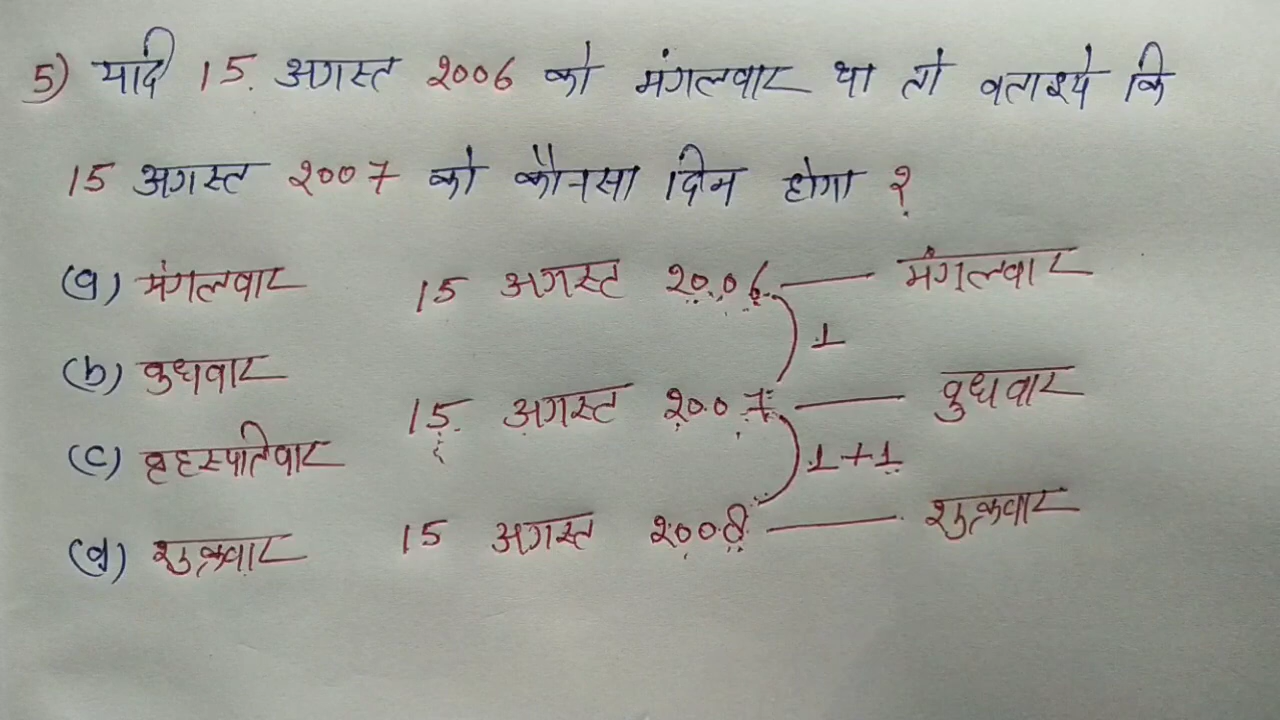 5) यदि 15 अगस्त 2006 को मंगलवार था तो बताइये कि
15 अगस्त 2007 को कौनसा दिन होगा ?
(a) मंगलवार
(b) बुधवार
(c) बृहस्पतिवार
(d) शुक्रवार
15 अगस्त 2006 — मंगलवार
1
15 अगस्त 2007 — बुधवार
1+1
15 अगस्त 2008 — शुक्रवार